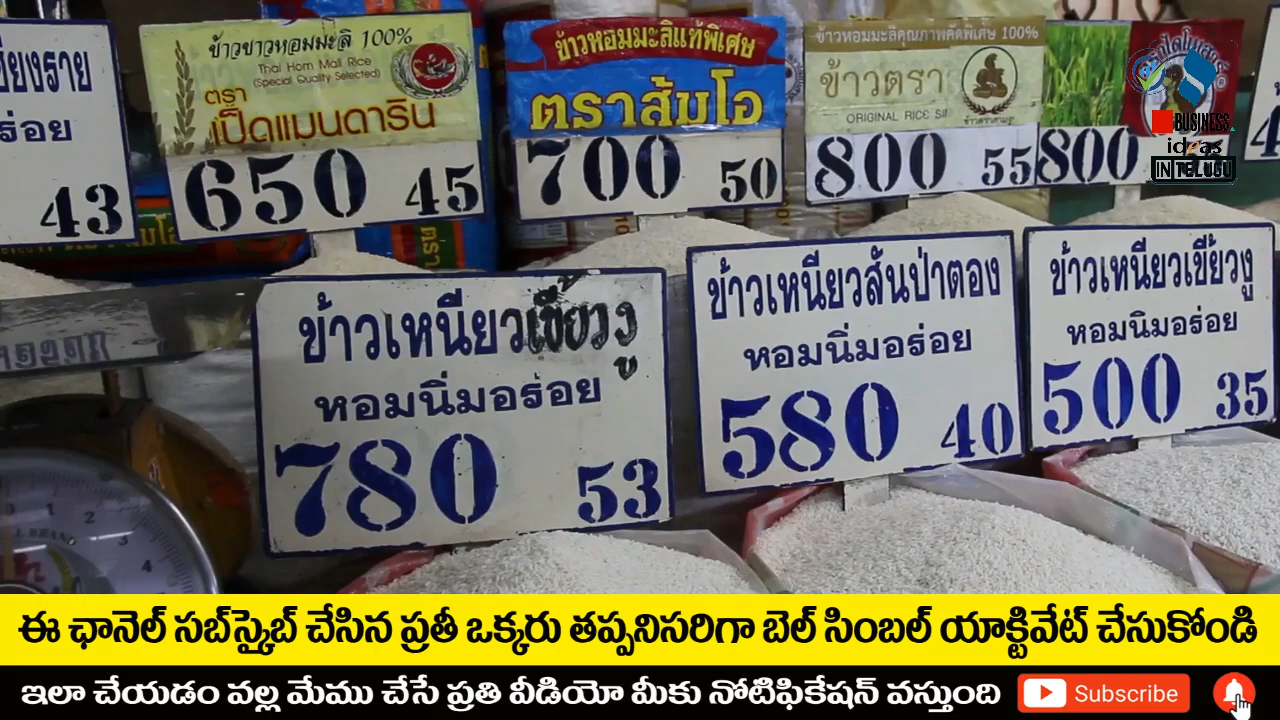 ชียงราย
ร่อย
43
ข้าวขาวหอมมะลิ 100%
Thai Hom Mali Rice
(Special Quality Selected)
ตรา
เป็ดแมนดาริน
650 45
ข้าวหอมมะลิแท้พิเศษ
ตราส้มโอ
700 50
ข้าวหอมมะลิคุณภาพคัดพิเศษ 100%
ข้าวตรา
ORIGINAL RICE
800 55
800
BUSINESS
ideas
IN TELUGU
ข้าวเหนียวเขี้ยวงู
หอมนิ่มอร่อย
780 53
ข้าวเหนียวสันป่าตอง
หอมนิ่มอร่อย
580 40
ข้าวเหนียวเขี้ยวงู
หอมนิ่มอร่อย
500 35
ఈ ఛానెల్ సబ్‌స్క్రైబ్ చేసిన ప్రతీ ఒక్కరు తప్పనిసరిగా బెల్ సింబల్ యాక్టివేట్ చేసుకోండి
ఇలా చేయడం వల్ల మేము చేసే ప్రతి వీడియో మీకు నోటిఫికేషన్ వస్తుంది Subscribe